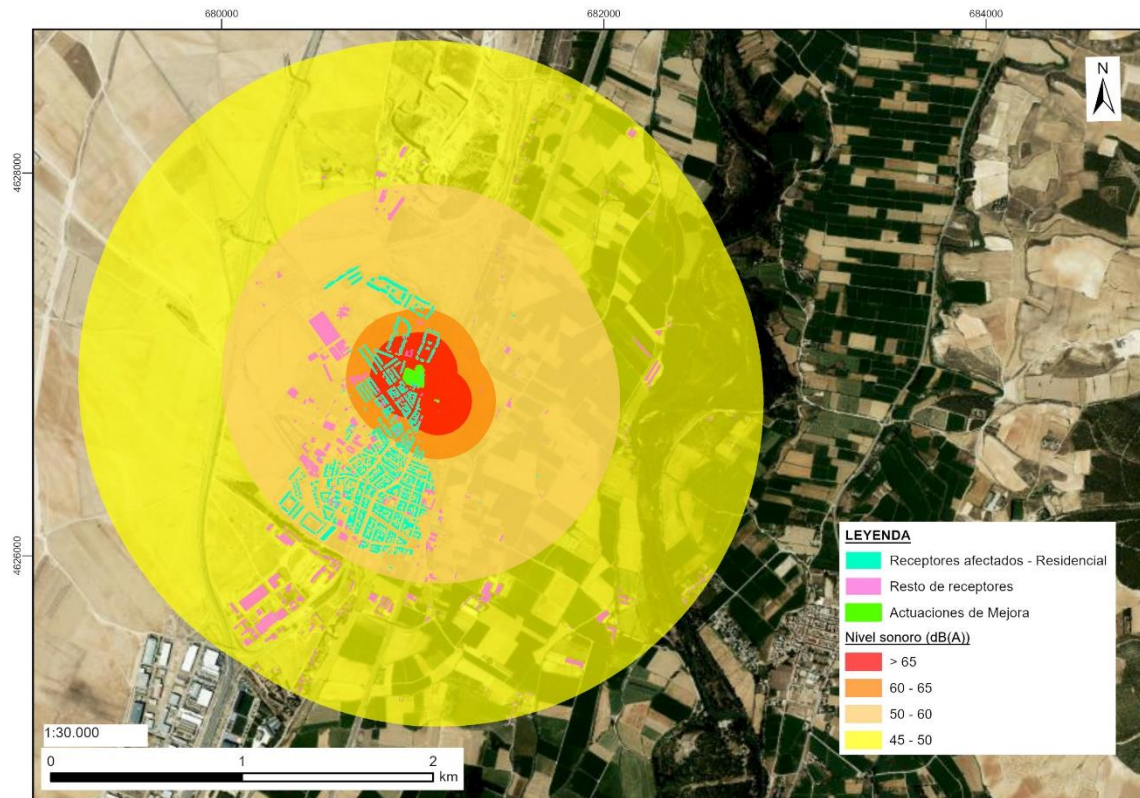 680000
682000
684000
4628000
4626000
N
LEYENDA
Receptores afectados - Residencial
Resto de receptores
Actuaciones de Mejora
Nivel sonoro (dB(A))
> 65
60 - 65
50 - 60
45 - 50
1:30.000
0 1 2
km